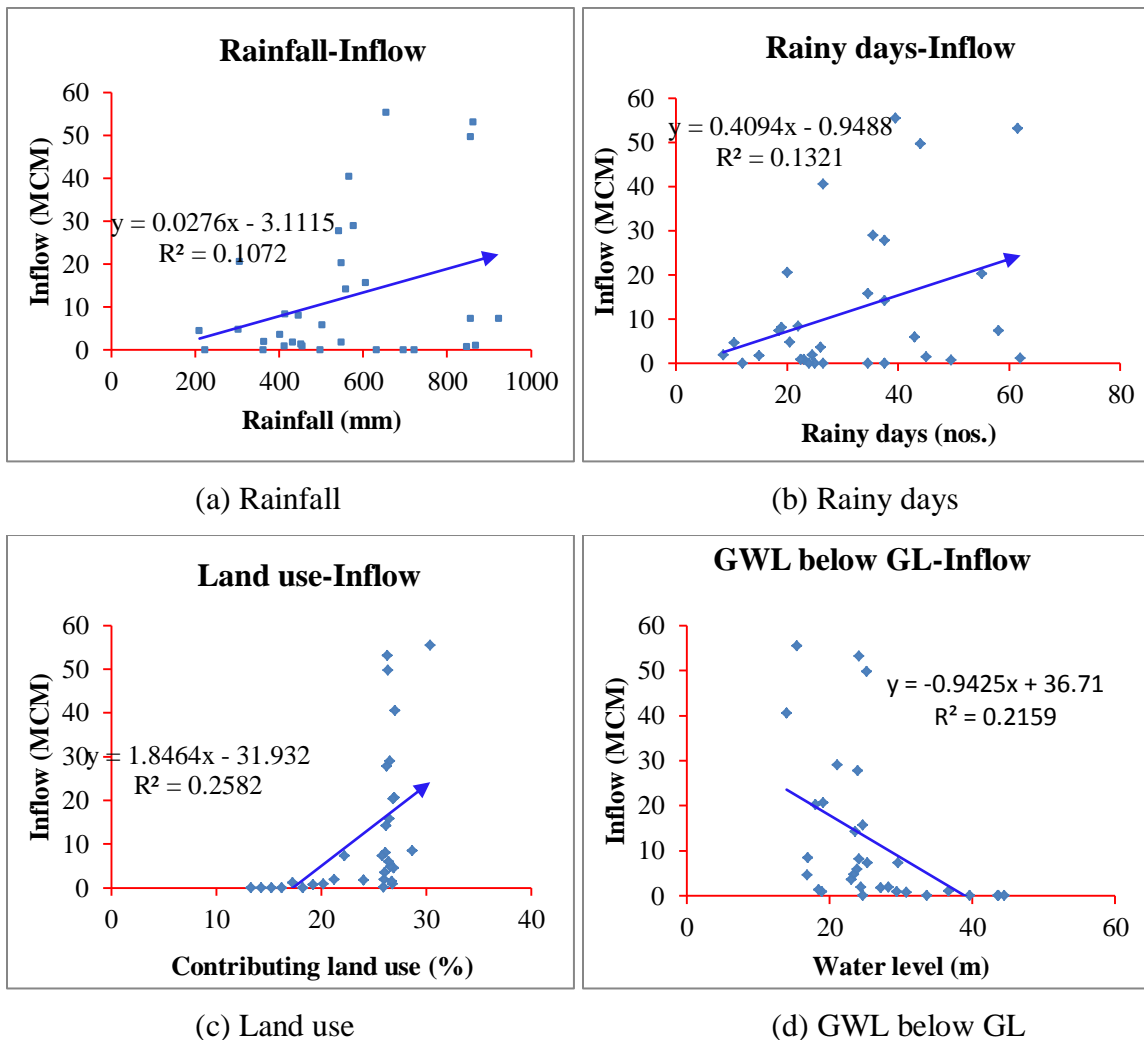 Rainfall-Inflow
60
50
40
30
20
10
0
Inflow (MCM)
y = 0.0276x - 3.1115
R² = 0.1072
0 200 400 600 800 1000
Rainfall (mm)
(a) Rainfall
Rainy days-Inflow
60
50
40
30
20
10
0
Inflow (MCM)
y = 0.4094x - 0.9488
R² = 0.1321
0 20 40 60 80
Rainy days (nos.)
(b) Rainy days
Land use-Inflow
60
50
40
30
20
10
0
Inflow (MCM)
y = 1.8464x - 31.932
R² = 0.2582
0 10 20 30 40
Contributing land use (%)
(c) Land use
GWL below GL-Inflow
60
50
40
30
20
10
0
Inflow (MCM)
y = -0.9425x + 36.71
R² = 0.2159
0 20 40 60
Water level (m)
(d) GWL below GL